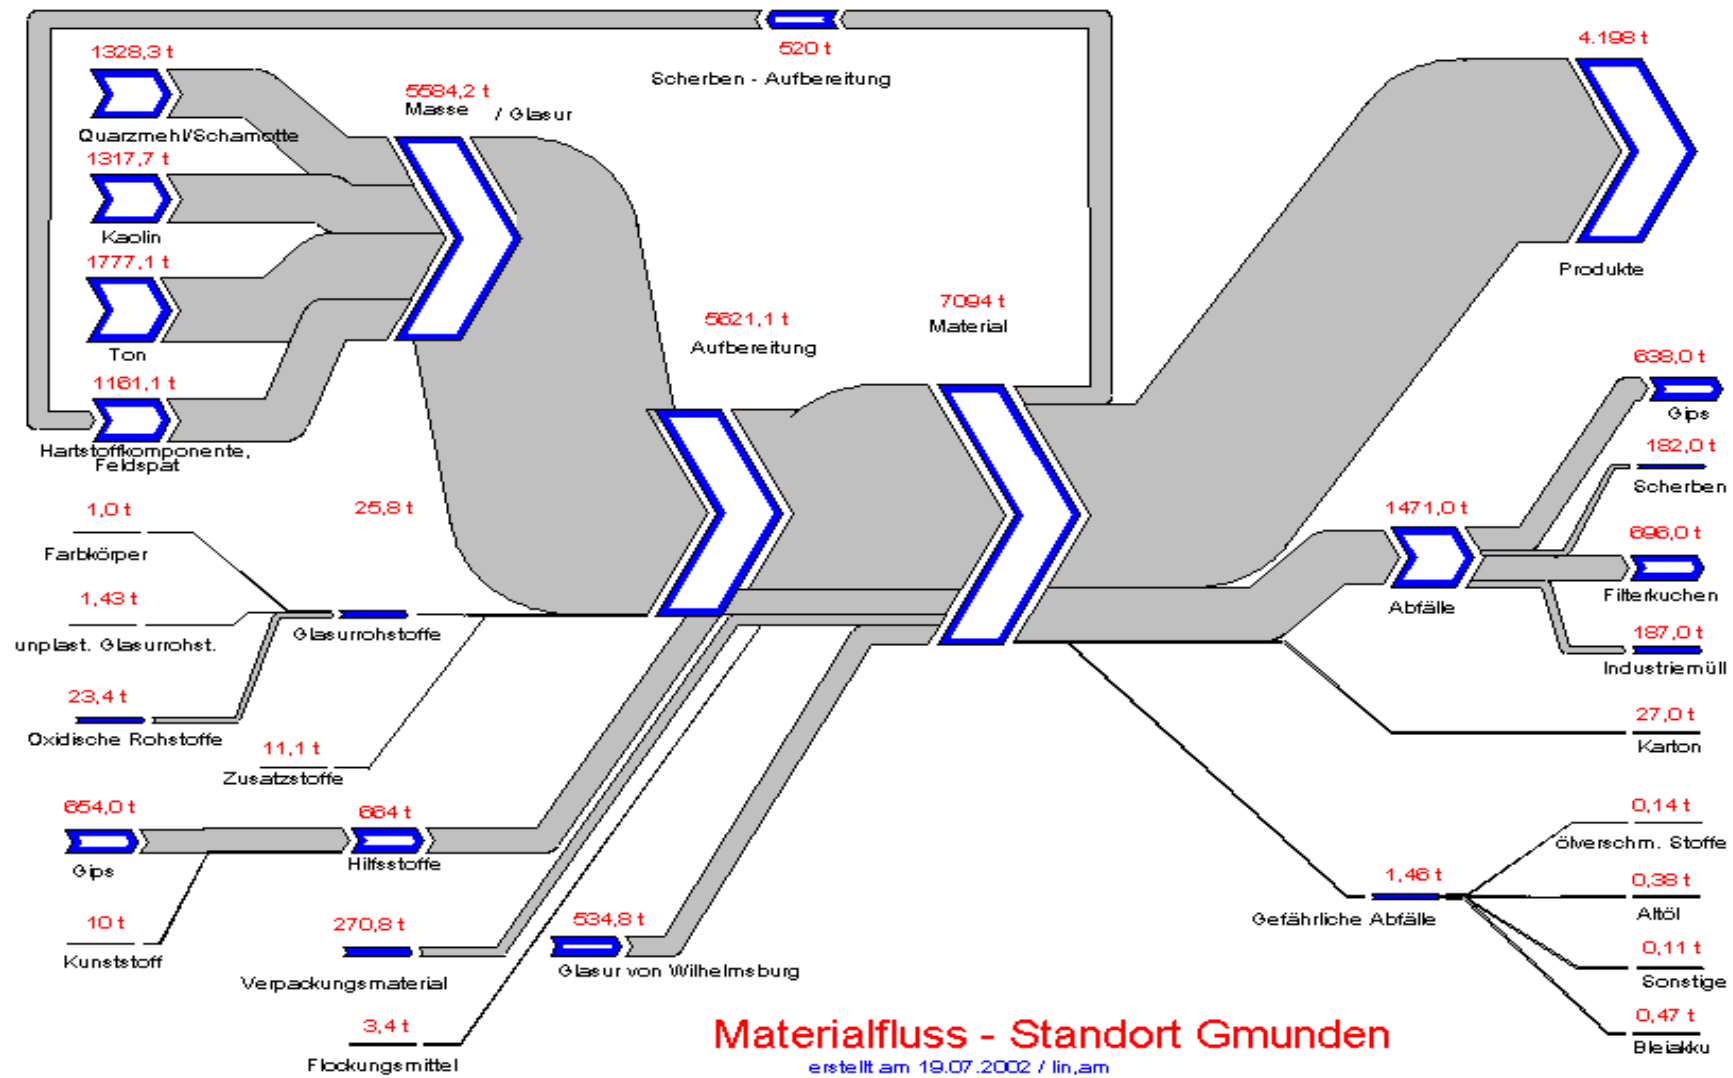 1328,3 t
Quarzmehl/Schamotte
1317,7 t
Kaolin
1777,1 t
Ton
1161,1 t
Hartstoffkomponente,
Feldspat
5584,2 t
Masse / Glasur
520 t
Scherben - Aufbereitung
4.198 t
Produkte
5621,1 t
Aufbereitung
7094 t
Material
638,0 t
Gips
182,0 t
Scherben
1471,0 t
Abfälle
696,0 t
Filterkuchen
187,0 t
Industriemüll
27,0 t
Karton
1,0 t
Farbkörper
25,8 t
Glasurrohstoffe
1,43 t
unplast. Glasurrohst.
23,4 t
Oxidische Rohstoffe
11,1 t
Zusatzstoffe
654,0 t
Gips
664 t
Hilfsstoffe
10 t
Kunststoff
270,8 t
Verpackungsmaterial
534,8 t
Glasur von Wilhelmsburg
3,4 t
Flockungsmittel
1,46 t
Gefährliche Abfälle
0,14 t
ölverschm. Stoffe
0,38 t
Altöl
0,11 t
Sonstige
0,47 t
Bleiakku
Materialfluss - Standort Gmunden
erstellt am 19.07.2002 / lin,am